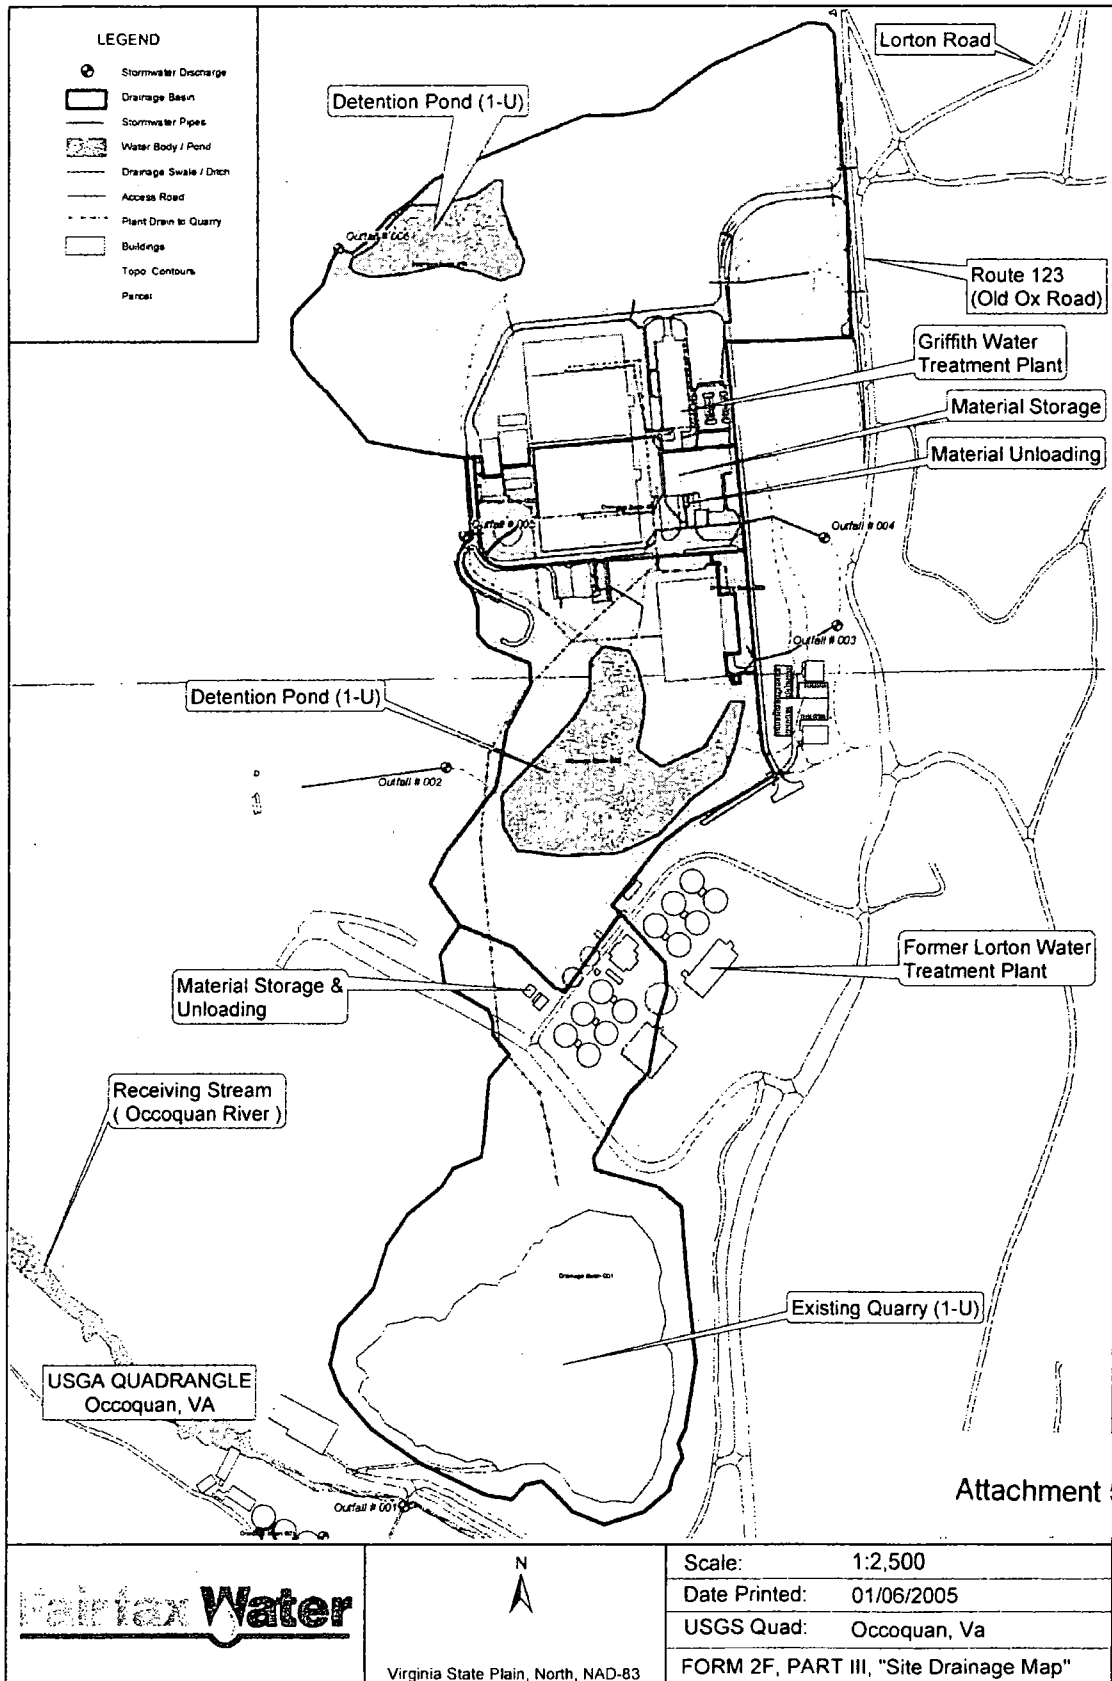 LEGEND
Stormwater Discharge
Drainage Basin
Stormwater Pipes
Water Body / Pond
Drainage Swale / Ditch
Access Road
Plant Drain to Quarry
Buildings
Topo Contours
Parcel
Lorton Road
Detention Pond (1-U)
Outfall # 006
Route 123
(Old Ox Road)
Griffith Water
Treatment Plant
Material Storage
Material Unloading
Outfall # 005
Outfall # 004
Outfall # 003
Detention Pond (1-U)
Outfall # 002
Former Lorton Water
Treatment Plant
Material Storage &
Unloading
Receiving Stream
( Occoquan River )
Drainage Basin 001
Existing Quarry (1-U)
USGA QUADRANGLE
Occoquan, VA
Attachment
Outfall # 001
Fairfax Water
N
Virginia State Plain, North, NAD-83
Scale: 1:2,500
Date Printed: 01/06/2005
USGS Quad: Occoquan, Va
FORM 2F, PART III, "Site Drainage Map"